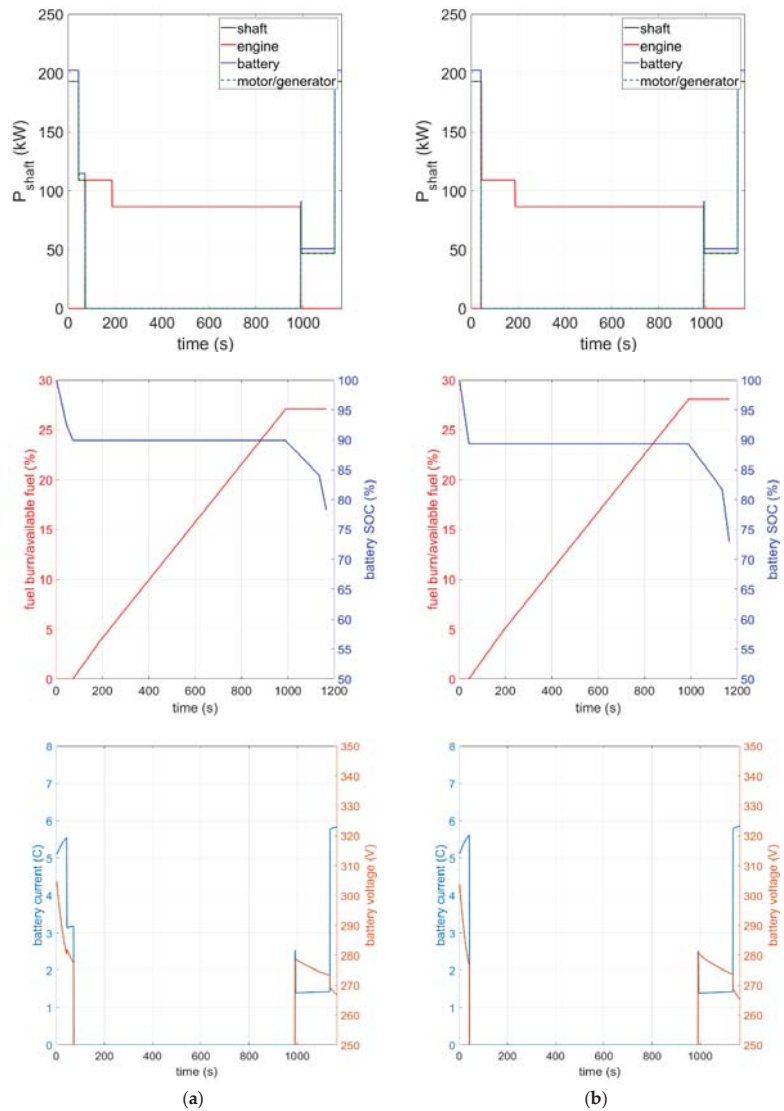 shaft
engine
battery
motor/generator
250
200
150
100
50
0
P shaft (kW)
0 200 400 600 800 1000
time (s)
shaft
engine
battery
motor/generator
250
200
150
100
50
0
P shaft (kW)
0 200 400 600 800 1000
time (s)
30
25
20
15
10
5
0
fuel burn/available fuel (%)
100
95
90
85
80
75
70
65
60
55
50
battery SOC (%)
0 200 400 600 800 1000 1200
time (s)
30
25
20
15
10
5
0
fuel burn/available fuel (%)
100
95
90
85
80
75
70
65
60
55
50
battery SOC (%)
0 200 400 600 800 1000 1200
time (s)
8
7
6
5
4
3
2
1
0
battery current (C)
350
340
330
320
310
300
290
280
270
260
250
battery voltage (V)
0 200 400 600 800 1000
time (s)
8
7
6
5
4
3
2
1
0
battery current (C)
350
340
330
320
310
300
290
280
270
260
250
battery voltage (V)
0 200 400 600 800 1000
time (s)
(a)
(b)